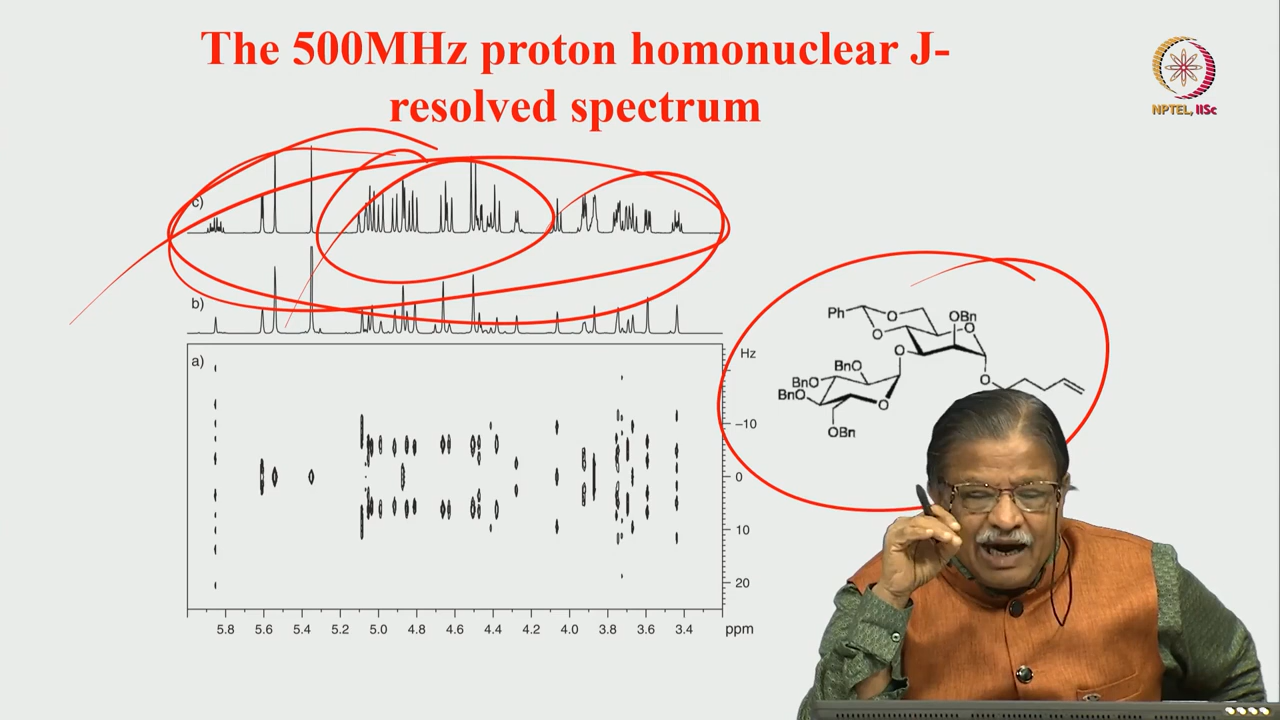 The 500MHz proton homonuclear J-
resolved spectrum
NPTEL, IISc
c)
b)
a)
Hz
-10
0
10
20
5.8 5.6 5.4 5.2 5.0 4.8 4.6 4.4 4.2 4.0 3.8 3.6 3.4 ppm
Ph
O
OBn
O
O
O
BnO
BnO
BnO
O
O
OBn